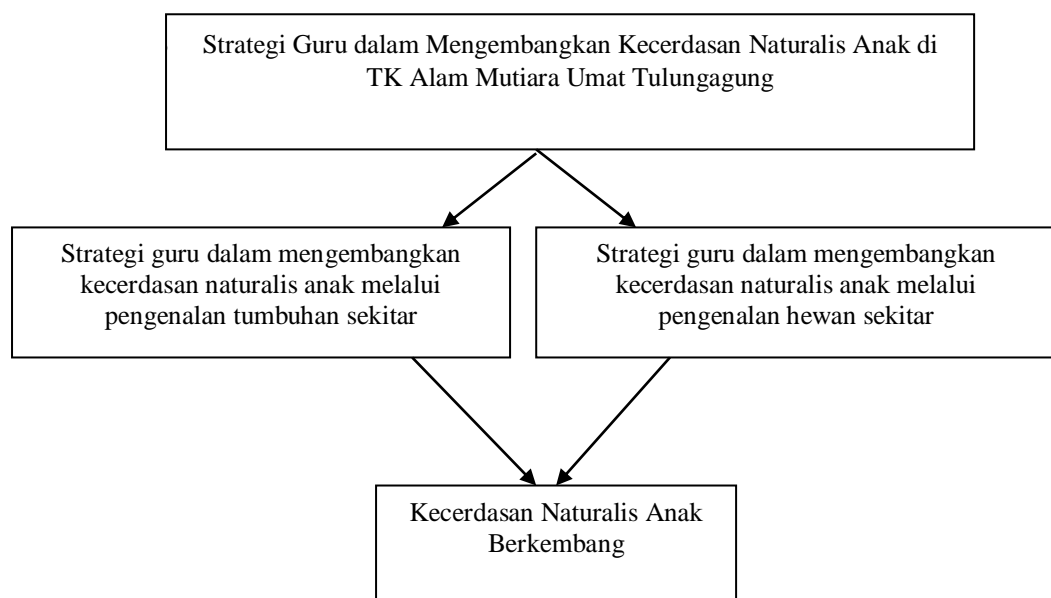 Strategi Guru dalam Mengembangkan Kecerdasan Naturalis Anak di
TK Alam Mutiara Umat Tulungagung
Strategi guru dalam mengembangkan
kecerdasan naturalis anak melalui
pengenalan tumbuhan sekitar
Strategi guru dalam mengembangkan
kecerdasan naturalis anak melalui
pengenalan hewan sekitar
Kecerdasan Naturalis Anak
Berkembang